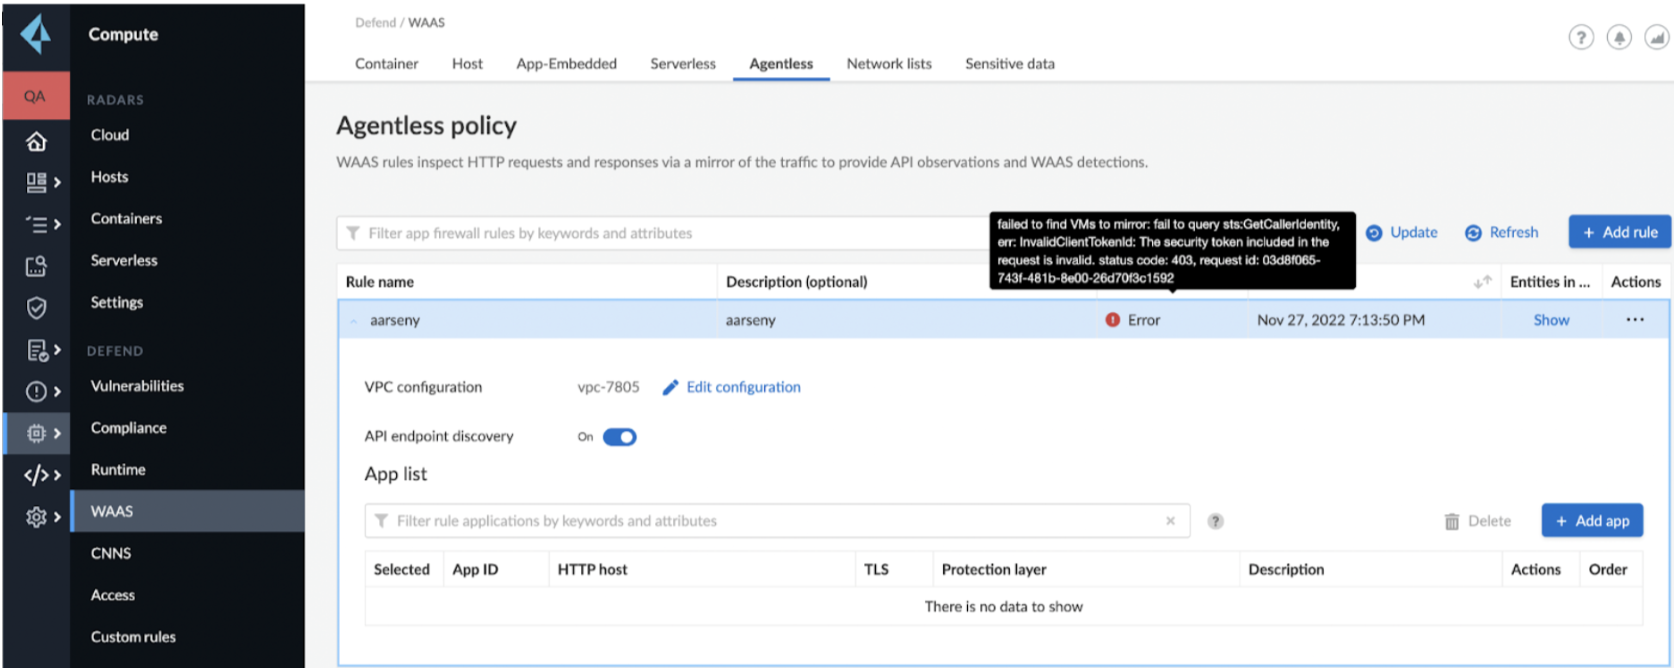 Compute
QA
RADARS
Cloud
Hosts
Containers
Serverless
Settings
DEFEND
Vulnerabilities
Compliance
Runtime
WAAS
CNNS
Access
Custom rules
Defend / WAAS
Container Host App-Embedded Serverless Agentless Network lists Sensitive data
?
Agentless policy
WAAS rules inspect HTTP requests and responses via a mirror of the traffic to provide API observations and WAAS detections.
Filter app firewall rules by keywords and attributes
failed to find VMs to mirror: fail to query sts:GetCallerIdentity,
err: InvalidClientTokenId: The security token included in the
request is invalid. status code: 403, request id: 03d8f065-
743f-481b-8e00-26d70f3c1592
Update Refresh + Add rule
Rule name Description (optional) Entities in ... Actions
aarseny aarseny Error Nov 27, 2022 7:13:50 PM Show ...
VPC configuration vpc-7805 Edit configuration
API endpoint discovery On
App list
Filter rule applications by keywords and attributes × ? Delete + Add app
Selected App ID HTTP host TLS Protection layer Description Actions Order
There is no data to show